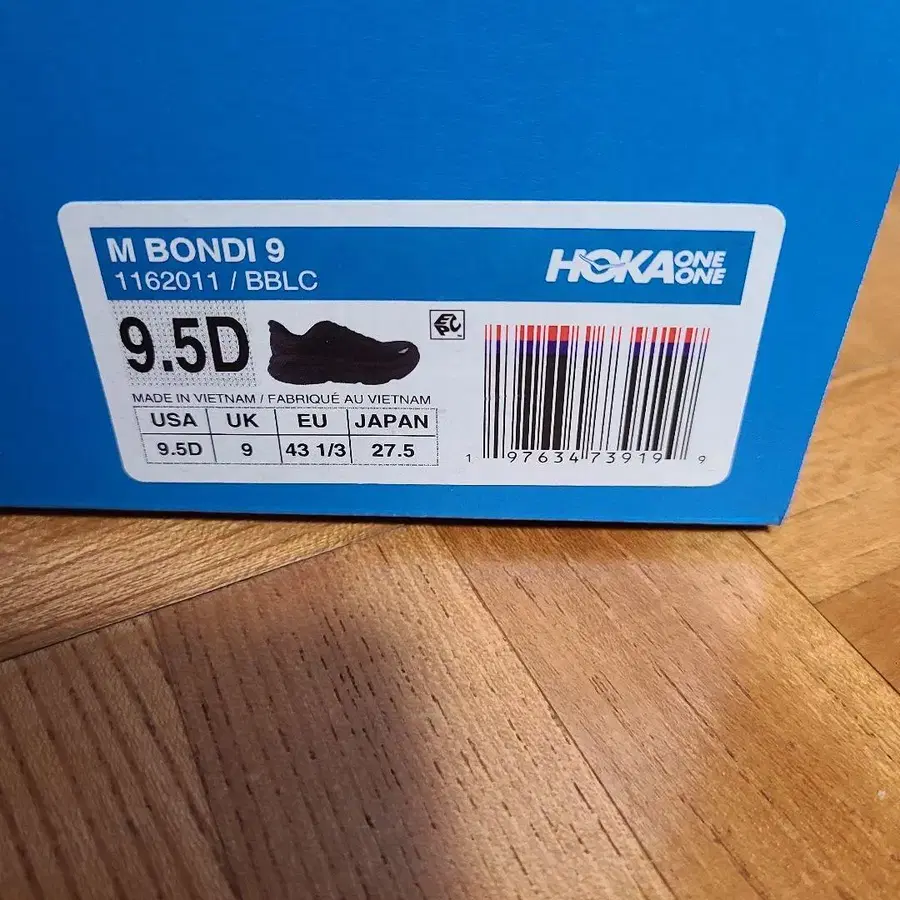 M BONDI 9
1162011 / BBLC
HOKA ONE ONE
9.5D
EPC
MADE IN VIETNAM / FABRIQUÉ AU VIETNAM
USA UK EU JAPAN
9.5D 9 43 1/3 27.5
1 97634 73919 9